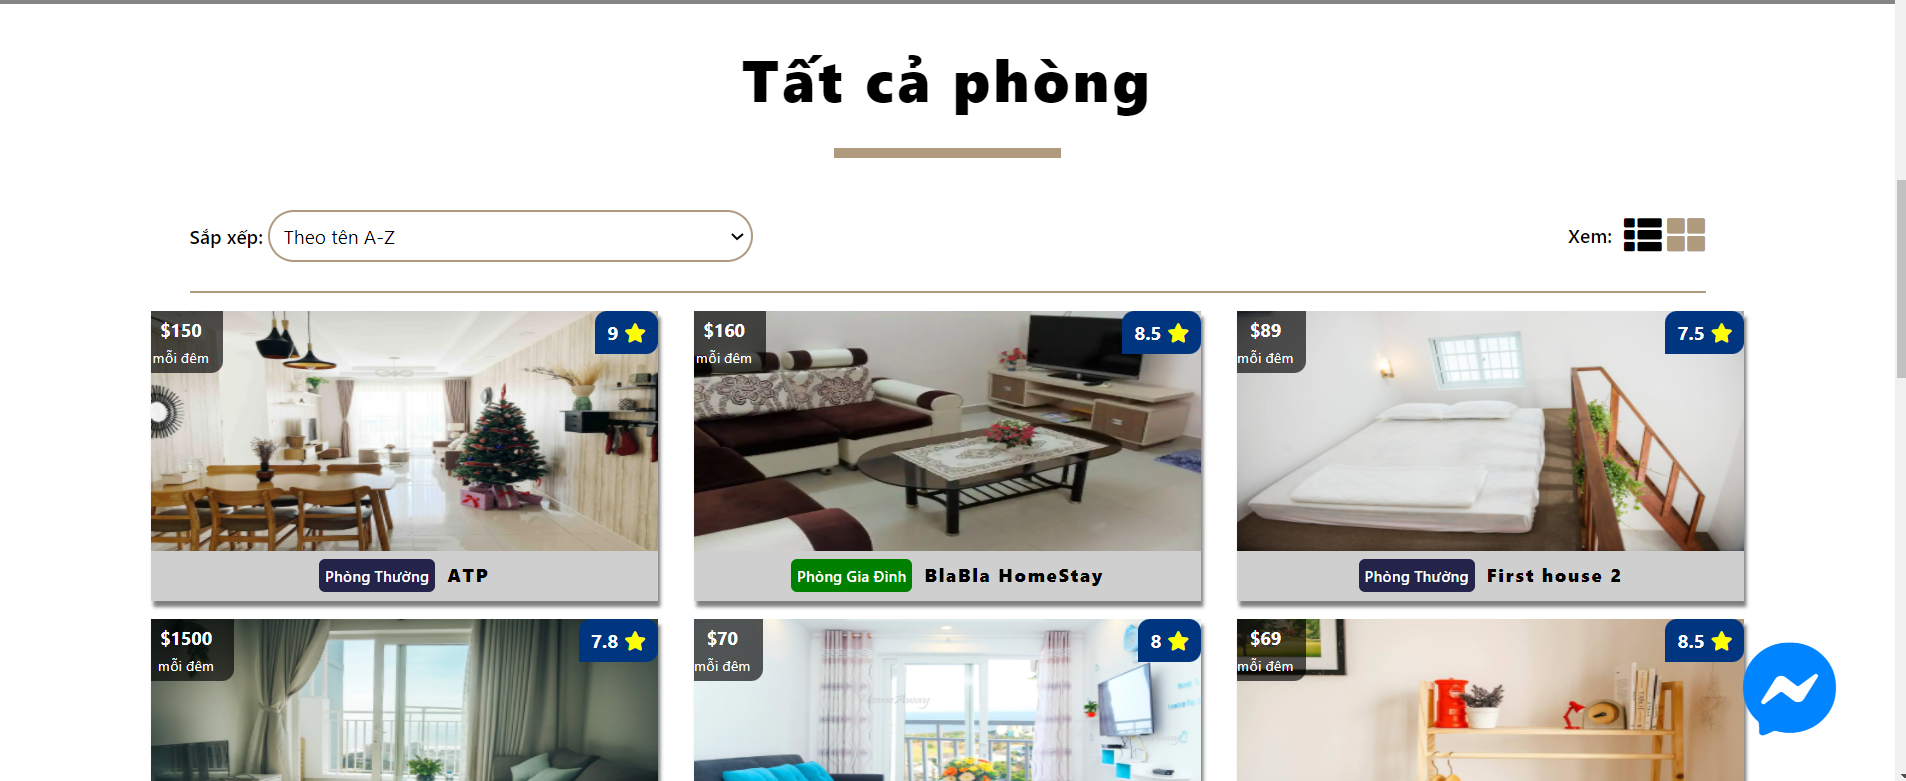 Tất cả phòng
Sắp xếp: Theo tên A-Z
Xem:
$150
mỗi đêm
9
$160
mỗi đêm
8.5
$89
mỗi đêm
7.5
Phòng Thường ATP
Phòng Gia Đình BlaBla HomeStay
Phòng Thường First house 2
$1500
mỗi đêm
7.8
$70
mỗi đêm
8
HomeAway
$69
mỗi đêm
8.5